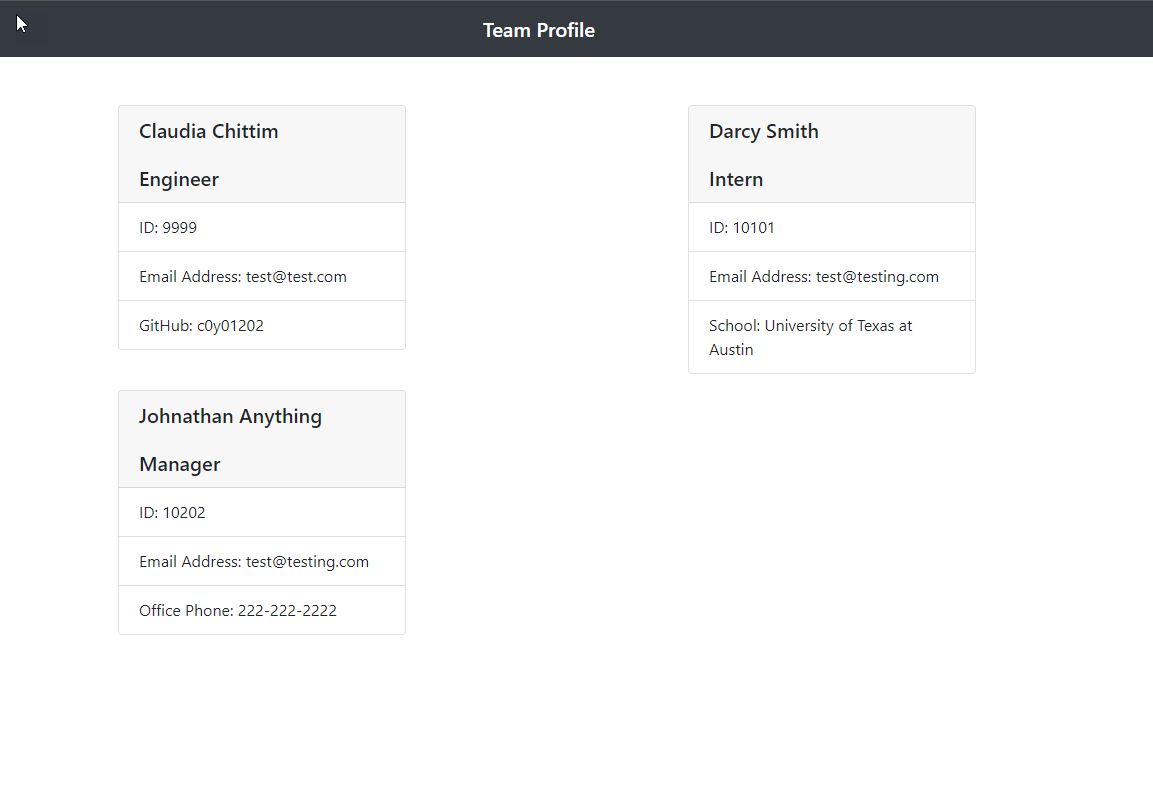 Team Profile
Claudia Chittim
Engineer
ID: 9999
Email Address: test@test.com
GitHub: c0y01202
Darcy Smith
Intern
ID: 10101
Email Address: test@testing.com
School: University of Texas at
Austin
Johnathan Anything
Manager
ID: 10202
Email Address: test@testing.com
Office Phone: 222-222-2222